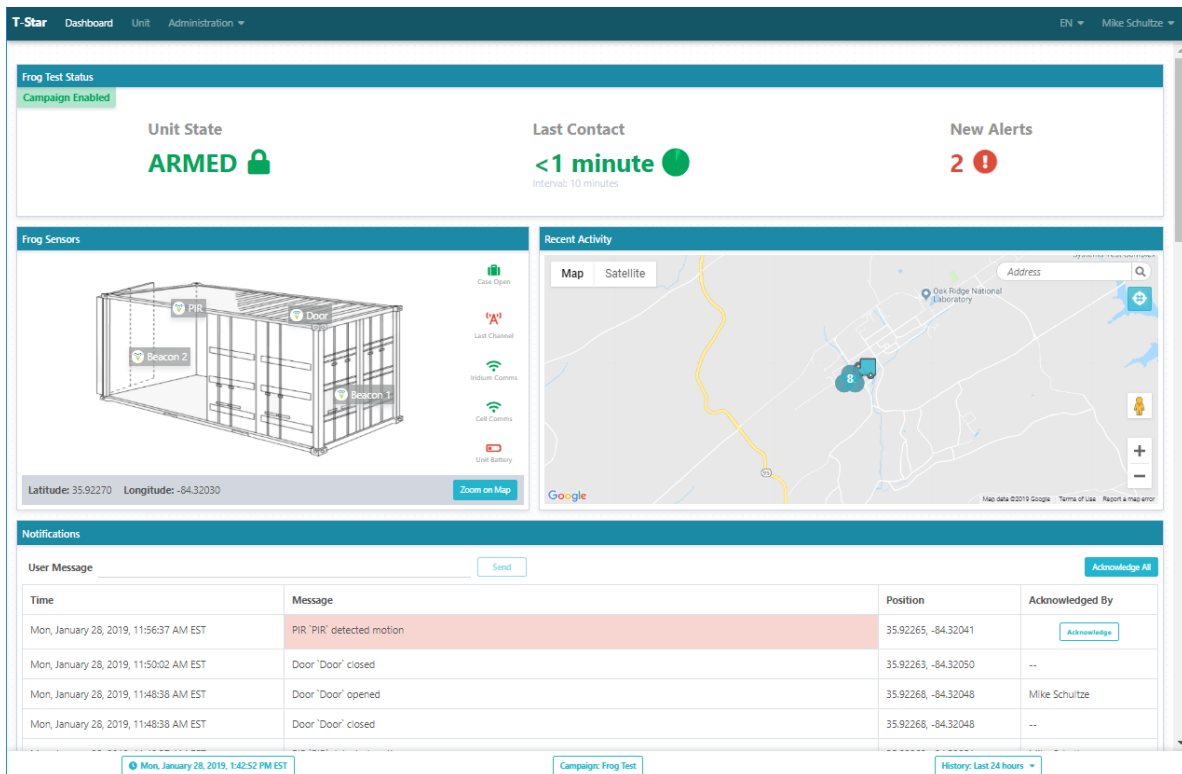 T-Star Dashboard Unit Administration EN Mike Schultze
Frog Test Status
Campaign Enabled
Unit State Last Contact New Alerts
ARMED <1 minute 2
Interval: 10 minutes
Frog Sensors Recent Activity
Case Open
Last Channel
Iridium Comms
Cell Comms
Unit Battery
PIR
Door
Beacon 2
Beacon 1
Latitude: 35.92270 Longitude: -84.32030 Zoom on Map
Map Satellite Address
Oak Ridge National
Laboratory
8
95
Google Map data ©2019 Google Terms of Use Report a map error
Notifications
User Message Send Acknowledge All
Time Message Position Acknowledged By
Mon, January 28, 2019, 11:56:37 AM EST PIR `PIR` detected motion 35.92265, -84.32041 Acknowledge
Mon, January 28, 2019, 11:50:02 AM EST Door `Door` closed 35.92263, -84.32050 --
Mon, January 28, 2019, 11:48:38 AM EST Door `Door` opened 35.92268, -84.32048 Mike Schultze
Mon, January 28, 2019, 11:48:38 AM EST Door `Door` closed 35.92268, -84.32048 --
Mon, January 28, 2019, 1:42:52 PM EST Campaign: Frog Test History: Last 24 hours